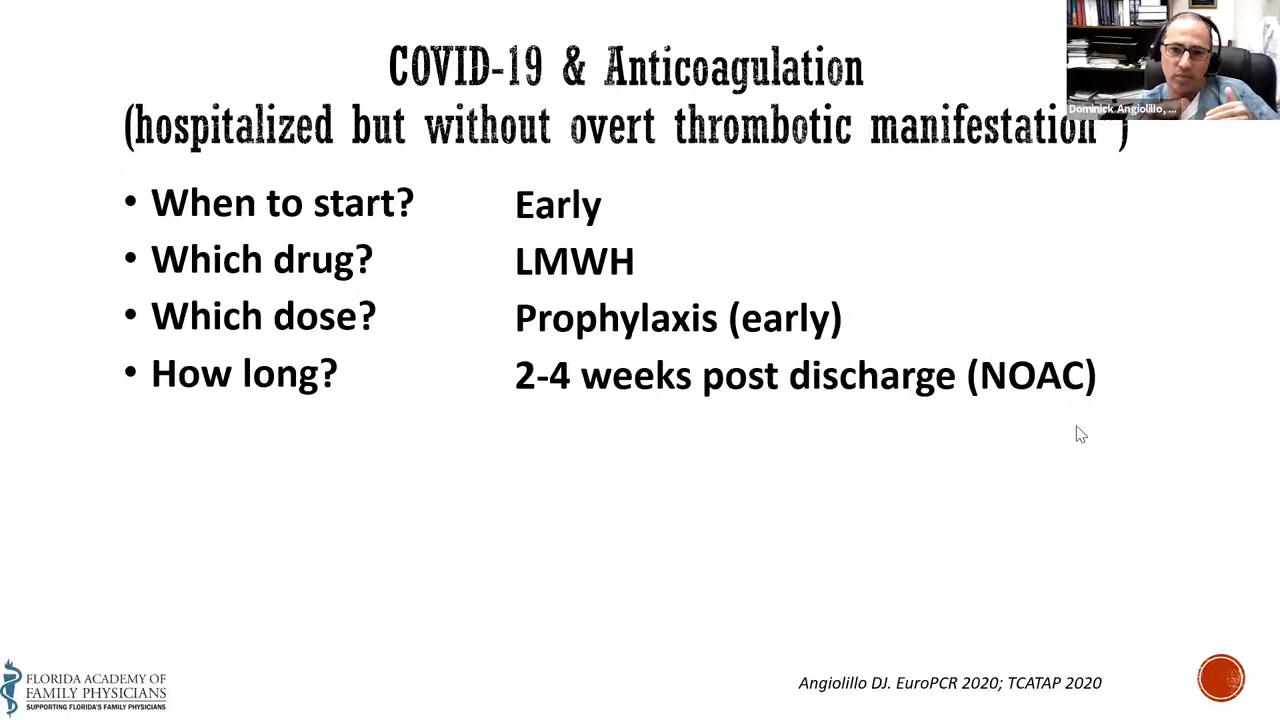 COVID-19 & Anticoagulation
(hospitalized but without overt thrombotic manifestation )
Dominick Angiolillo, ...
• When to start? Early
• Which drug? LMWH
• Which dose? Prophylaxis (early)
• How long? 2-4 weeks post discharge (NOAC)
FLORIDA ACADEMY OF
FAMILY PHYSICIANS
SUPPORTING FLORIDA'S FAMILY PHYSICIANS
Angiolillo DJ. EuroPCR 2020; TCATAP 2020